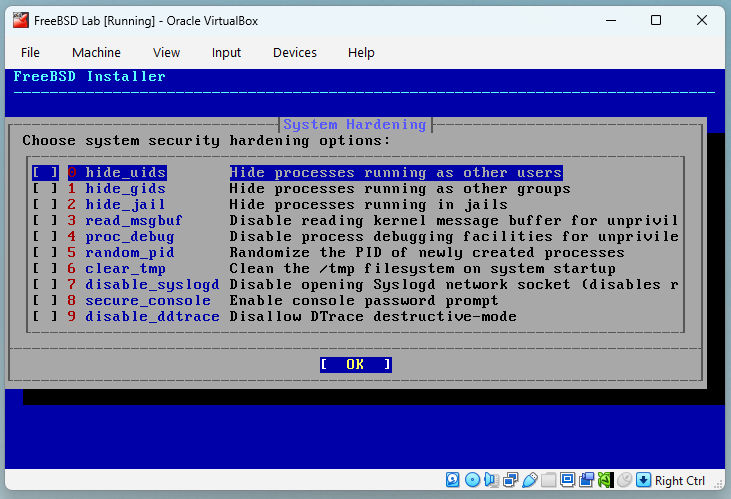 FreeBSD Lab [Running] - Oracle VirtualBox
File Machine View Input Devices Help
FreeBSD Installer
System Hardening
Choose system security hardening options:
[ ] 0 hide_uids Hide processes running as other users
[ ] 1 hide_gids Hide processes running as other groups
[ ] 2 hide_jail Hide processes running in jails
[ ] 3 read_msgbuf Disable reading kernel message buffer for unprivil
[ ] 4 proc_debug Disable process debugging facilities for unprivile
[ ] 5 random_pid Randomize the PID of newly created processes
[ ] 6 clear_tmp Clean the /tmp filesystem on system startup
[ ] 7 disable_syslogd Disable opening Syslogd network socket (disables r
[ ] 8 secure_console Enable console password prompt
[ ] 9 disable_ddtrace Disallow DTrace destructive-mode
[ OK ]
Right Ctrl